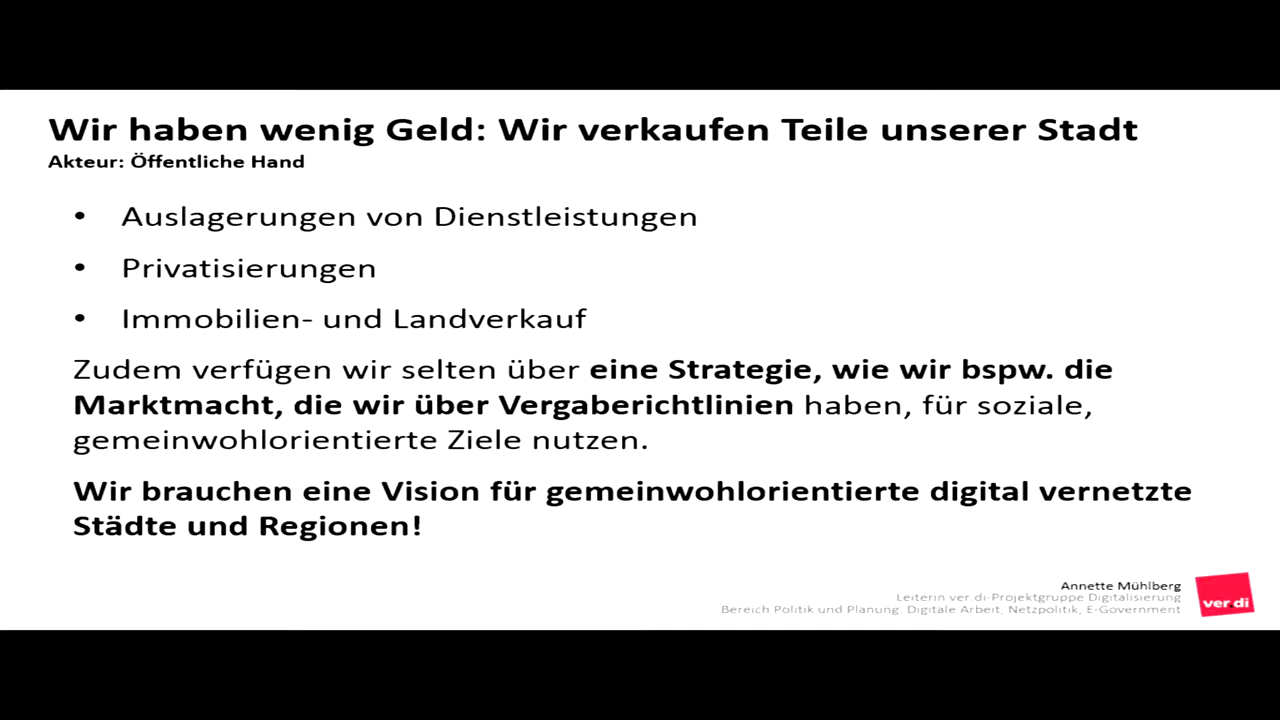 Wir haben wenig Geld: Wir verkaufen Teile unserer Stadt
Akteur: Öffentliche Hand
• Auslagerungen von Dienstleistungen
• Privatisierungen
• Immobilien- und Landverkauf
Zudem verfügen wir selten über eine Strategie, wie wir bspw. die
Marktmacht, die wir über Vergaberichtlinien haben, für soziale,
gemeinwohlorientierte Ziele nutzen.
Wir brauchen eine Vision für gemeinwohlorientierte digital vernetzte
Städte und Regionen!
Annette Mühlberg
Leiterin ver.di-Projektgruppe Digitalisierung
Bereich Politik und Planung: Digitale Arbeit, Netzpolitik, E-Government
ver.di